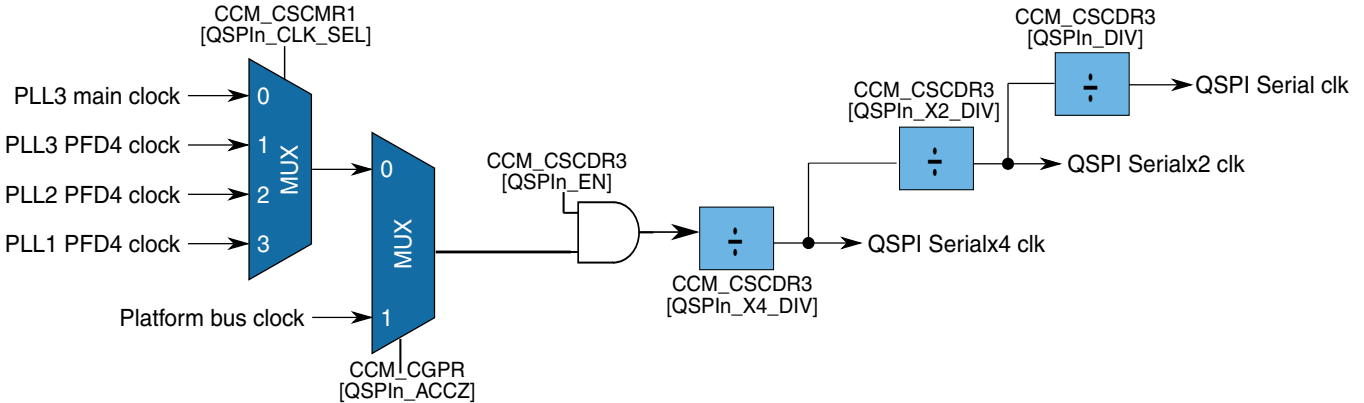 CCM_CSCMR1
[QSPIn_CLK_SEL]
PLL3 main clock
0
PLL3 PFD4 clock
1
PLL2 PFD4 clock
2
PLL1 PFD4 clock
3
MUX
0
MUX
Platform bus clock
1
CCM_CGPR
[QSPIn_ACCZ]
CCM_CSCDR3
[QSPIn_EN]
÷
CCM_CSCDR3
[QSPIn_X4_DIV]
QSPI Serialx4 clk
CCM_CSCDR3
[QSPIn_X2_DIV]
÷
QSPI Serialx2 clk
CCM_CSCDR3
[QSPIn_DIV]
÷
QSPI Serial clk